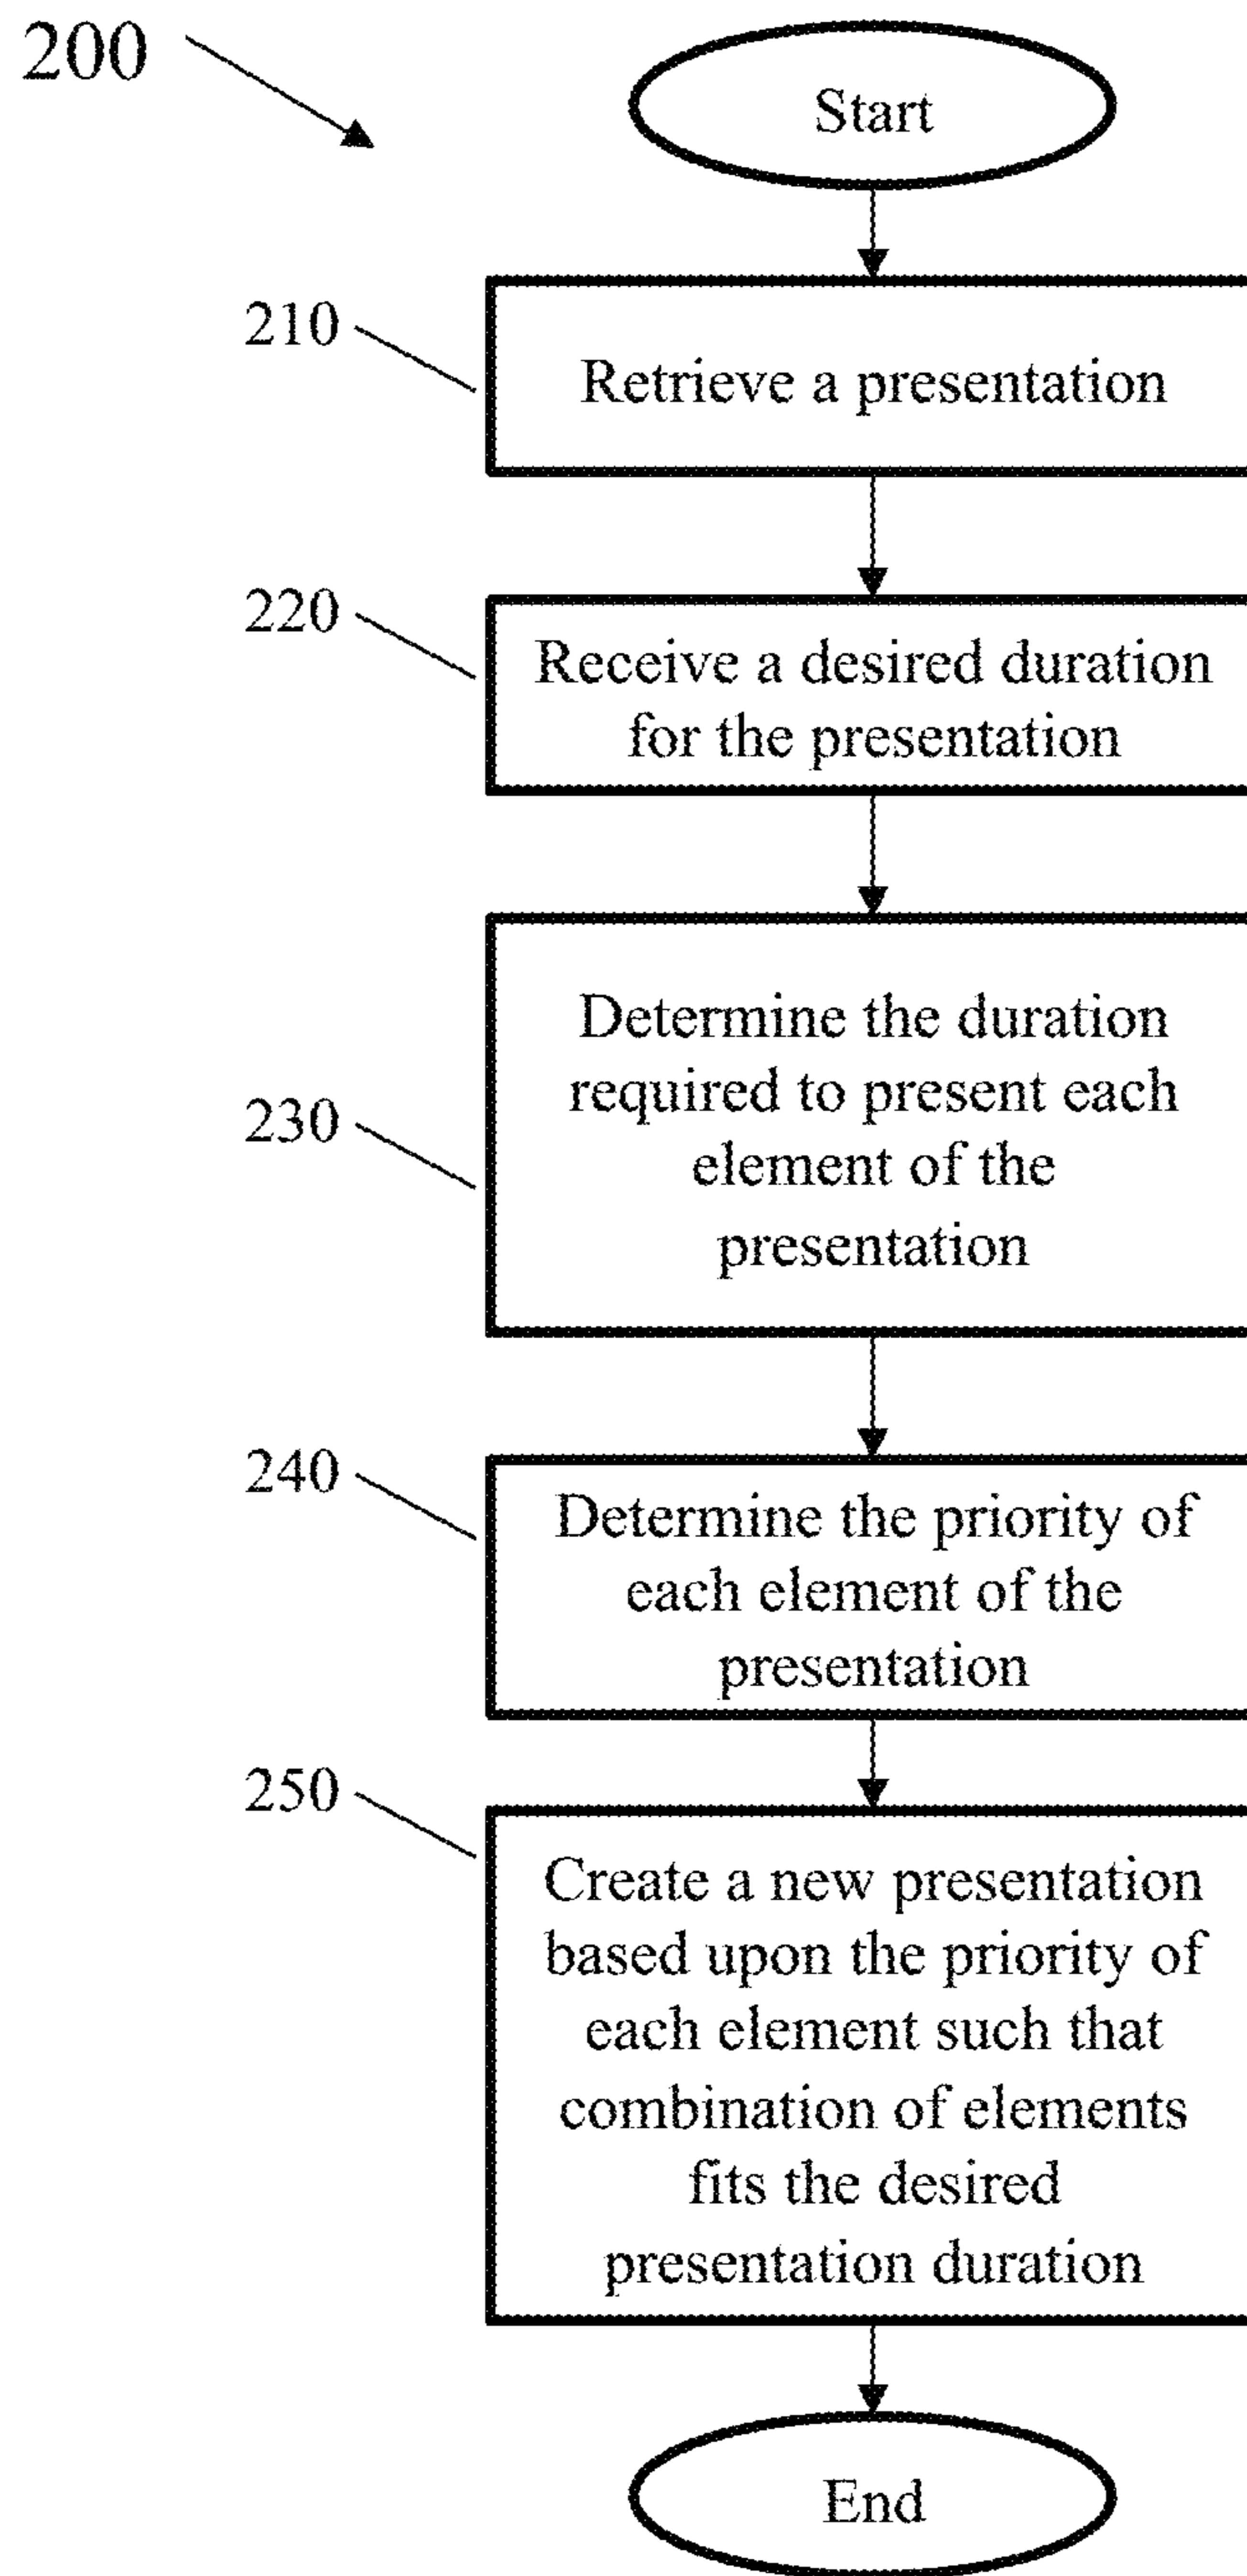 200
Start
210
Retrieve a presentation
220
Receive a desired duration
for the presentation
230
Determine the duration
required to present each
element of the
presentation
240
Determine the priority of
each element of the
presentation
250
Create a new presentation
based upon the priority of
each element such that
combination of elements
fits the desired
presentation duration
End